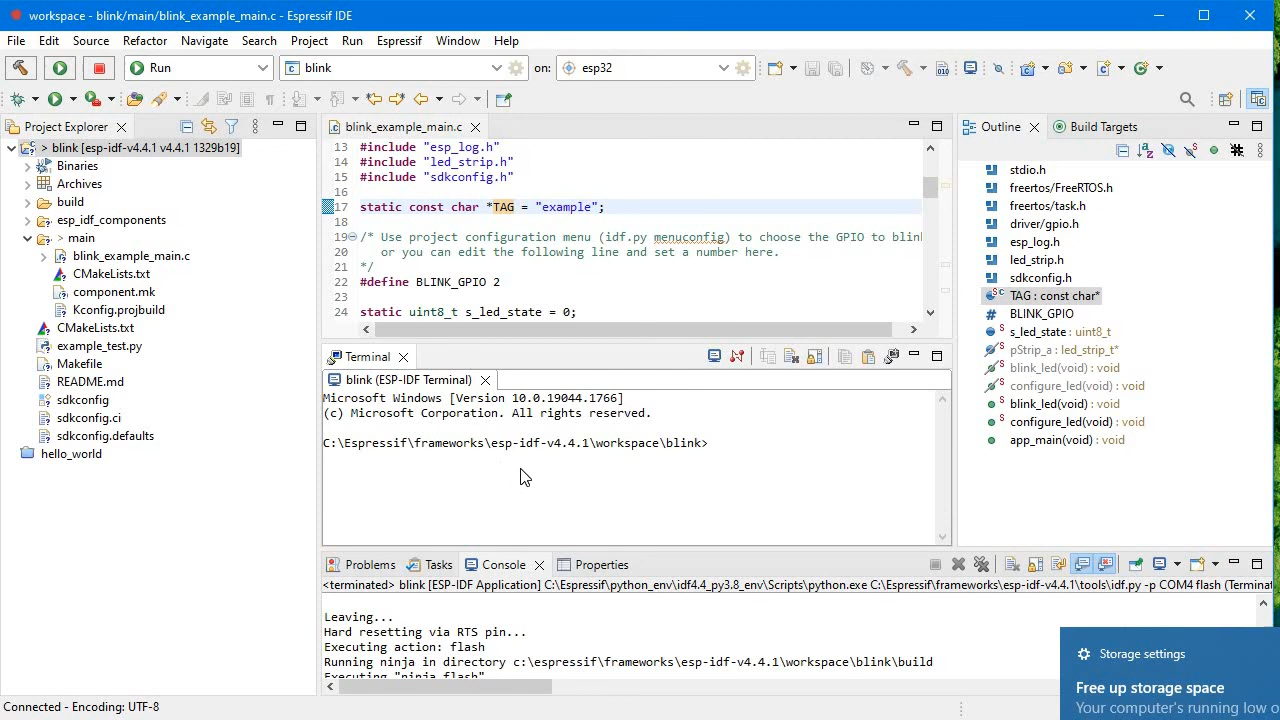 workspace - blink/main/blink_example_main.c - Espressif IDE
File Edit Source Refactor Navigate Search Project Run Espressif Window Help
Run blink on: esp32
Project Explorer
> blink [esp-idf-v4.4.1 v4.4.1 1329b19]
Binaries
Archives
build
esp_idf_components
> main
blink_example_main.c
CMakeLists.txt
component.mk
Kconfig.projbuild
CMakeLists.txt
example_test.py
Makefile
README.md
sdkconfig
sdkconfig.ci
sdkconfig.defaults
hello_world
blink_example_main.c
13 #include "esp_log.h"
14 #include "led_strip.h"
15 #include "sdkconfig.h"
16
17 static const char *TAG = "example";
18
19 /* Use project configuration menu (idf.py menuconfig) to choose the GPIO to blin
20 or you can edit the following line and set a number here.
21 */
22 #define BLINK_GPIO 2
23
24 static uint8_t s_led_state = 0;
Terminal
blink (ESP-IDF Terminal)
Microsoft Windows [Version 10.0.19044.1766]
(c) Microsoft Corporation. All rights reserved.
C:\Espressif\frameworks\esp-idf-v4.4.1\workspace\blink>
Problems Tasks Console Properties
<terminated> blink [ESP-IDF Application] C:\Espressif\python_env\idf4.4_py3.8_env\Scripts\python.exe C:\Espressif\frameworks\esp-idf-v4.4.1\tools\idf.py -p COM4 flash (Termina
Leaving...
Hard resetting via RTS pin...
Executing action: flash
Running ninja in directory c:\espressif\frameworks\esp-idf-v4.4.1\workspace\blink\build
Executing "ninja flash"
Outline Build Targets
stdio.h
freertos/FreeRTOS.h
freertos/task.h
driver/gpio.h
esp_log.h
led_strip.h
sdkconfig.h
TAG : const char*
BLINK_GPIO
s_led_state : uint8_t
pStrip_a : led_strip_t*
blink_led(void) : void
configure_led(void) : void
blink_led(void) : void
configure_led(void) : void
app_main(void) : void
Storage settings
Free up storage space
Your computer's running low o
Connected - Encoding: UTF-8